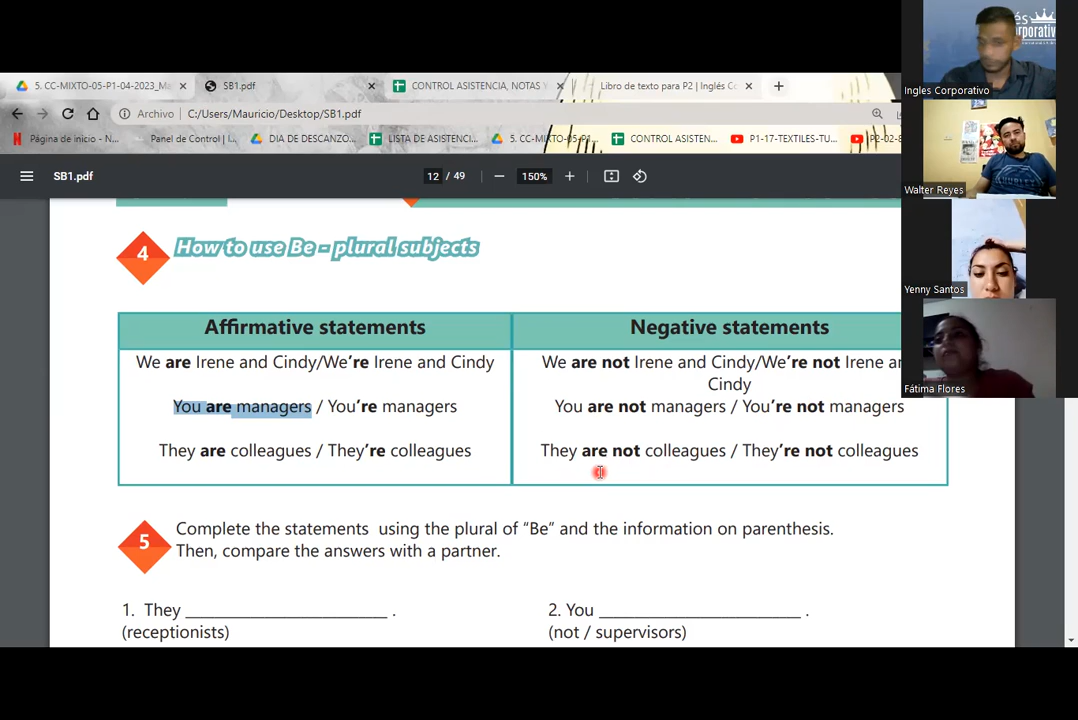 5. CC-MIXTO-05-P1-04-2023_Ma
SB1.pdf
CONTROL ASISTENCIA, NOTAS Y
Libro de texto para P2 | Inglés Co
Archivo
C:/Users/Mauricio/Desktop/SB1.pdf
Página de inicio - N...
Panel de Control | i...
DIA DE DESCANZO...
LISTA DE ASISTENCI...
5. CC-MIXTO-05-P1-...
CONTROL ASISTEN...
P1-17-TEXTILES-TU...
SB1.pdf
12 / 49
150%
4
How to use Be - plural subjects
Affirmative statements
Negative statements
We are Irene and Cindy/We're Irene and Cindy
We are not Irene and Cindy/We're not Irene an
Cindy
You are managers / You're managers
You are not managers / You're not managers
They are colleagues / They're colleagues
They are not colleagues / They're not colleagues
5
Complete the statements using the plural of “Be” and the information on parenthesis.
Then, compare the answers with a partner.
1. They ________________________ .
2. You ________________________ .
(receptionists)
(not / supervisors)
és
orporativ
Ingles Corporativo
Walter Reyes
Yenny Santos
Fátima Flores